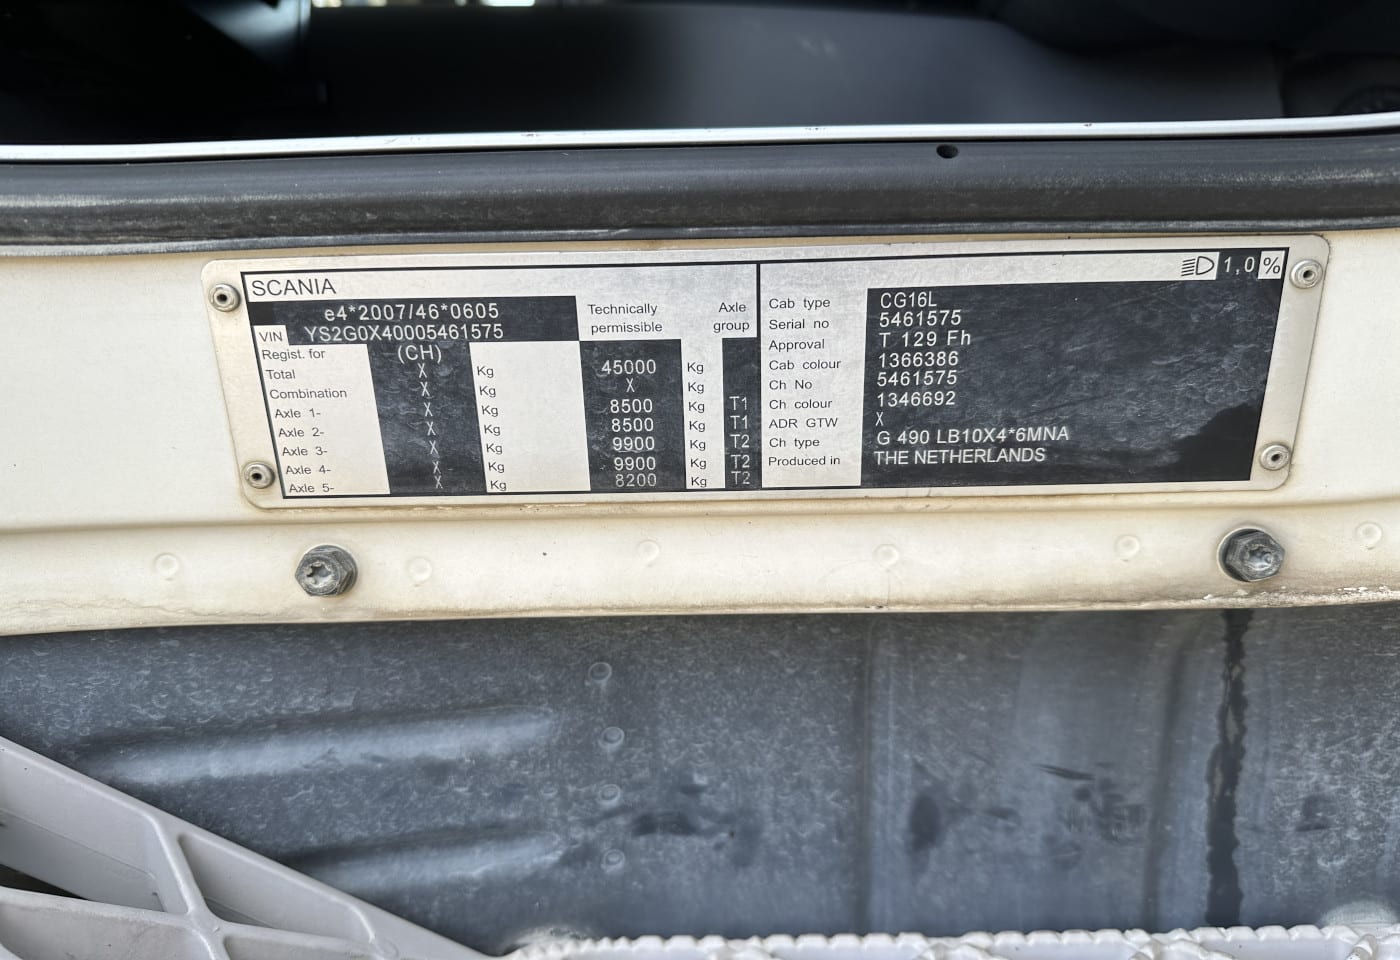 SCANIA
e4*2007/46*0605
VIN YS2G0X40005461575
Technically permissible
Axle group
Regist. for (CH)
Total X Kg 45000 Kg
Combination X Kg X Kg
Axle 1- X Kg 8500 Kg T1
Axle 2- X Kg 8500 Kg T1
Axle 3- X Kg 9900 Kg T2
Axle 4- X Kg 9900 Kg T2
Axle 5- X Kg 8200 Kg T2
1,0 %
Cab type CG16L
Serial no 5461575
Approval T 129 Fh
Cab colour 1366386
Ch No 5461575
Ch colour 1346692
ADR GTW X
Ch type G 490 LB10X4*6MNA
Produced in THE NETHERLANDS